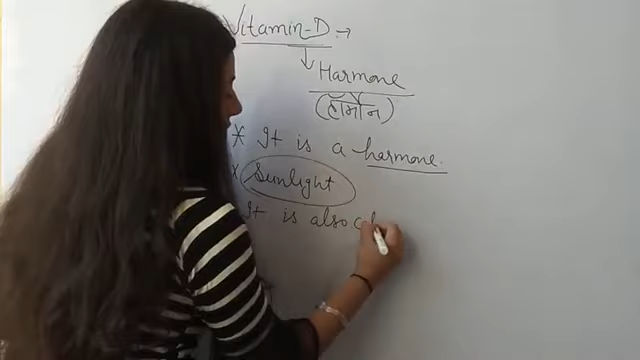 Vitamin-D →
↓ Harmone
(हॉर्मोन)
* It is a harmone.
* Sunlight
It is also